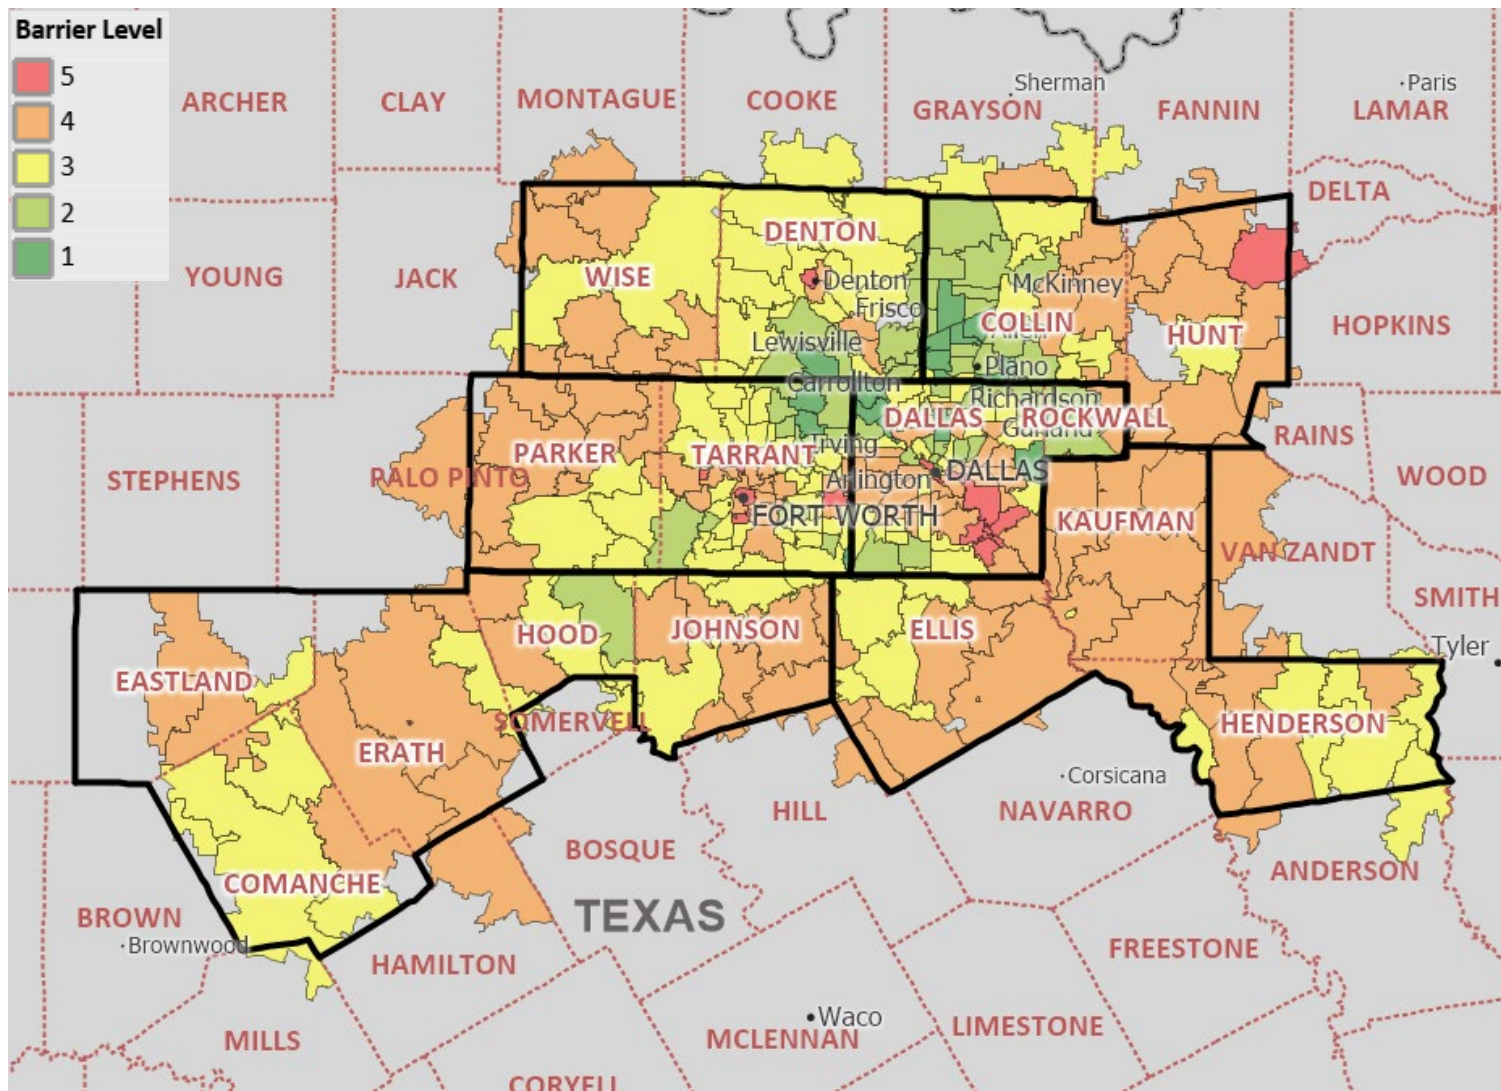 Barrier Level
5
4
3
2
1
Sherman
Paris
ARCHER
CLAY
MONTAGUE
COOKE
GRAYSON
FANNIN
LAMAR
DELTA
YOUNG
JACK
WISE
DENTON
Denton
McKinney
Frisco
COLLIN
HUNT
HOPKINS
Lewisville
Plano
Carrollton
Richardson
DALLAS
ROCKWALL
Garland
RAINS
PARKER
TARRANT
Irving
STEPHENS
PALO PINTO
Arlington
DALLAS
WOOD
FORT WORTH
KAUFMAN
VAN ZANDT
SMITH
HOOD
JOHNSON
ELLIS
Tyler
EASTLAND
SOMERVELL
HENDERSON
ERATH
Corsicana
HILL
NAVARRO
BOSQUE
ANDERSON
COMANCHE
BROWN
TEXAS
Brownwood
FREESTONE
HAMILTON
Waco
LIMESTONE
MILLS
MCLENNAN
CORYELL